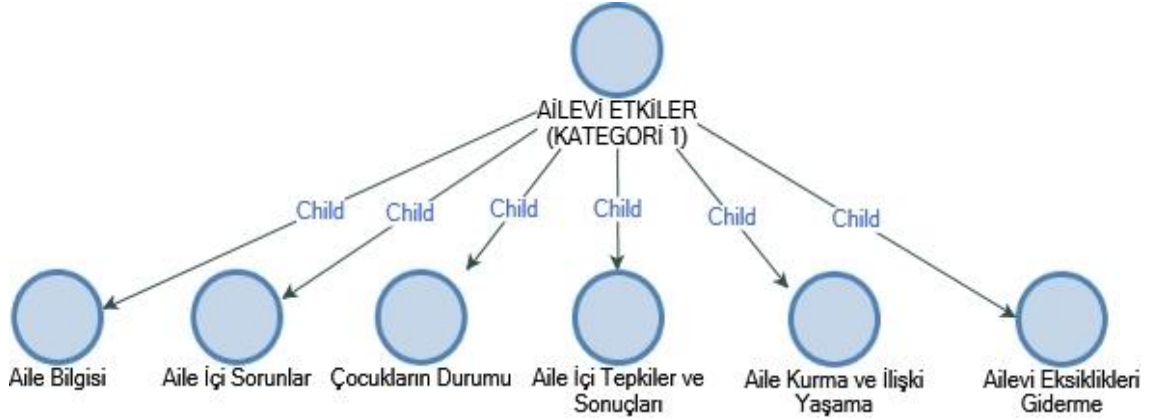 AİLEVİ ETKİLER
(KATEGORİ 1)
Child
Child
Child
Child
Child
Child
Aile Bilgisi
Aile İçi Sorunlar
Çocukların Durumu
Aile İçi Tepkiler ve
Sonuçları
Aile Kurma ve İlişki
Yaşama
Ailevi Eksiklikleri
Giderme